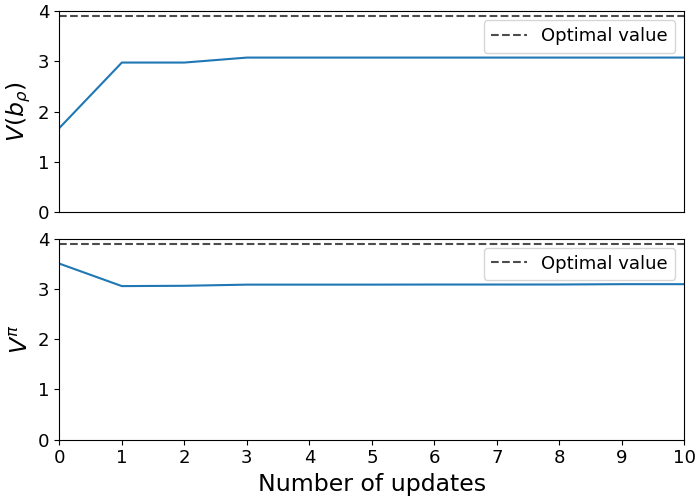 4
3
2
1
0
V(b_ρ)
Optimal value
4
3
2
1
0
V^π
Optimal value
0 1 2 3 4 5 6 7 8 9 10
Number of updates